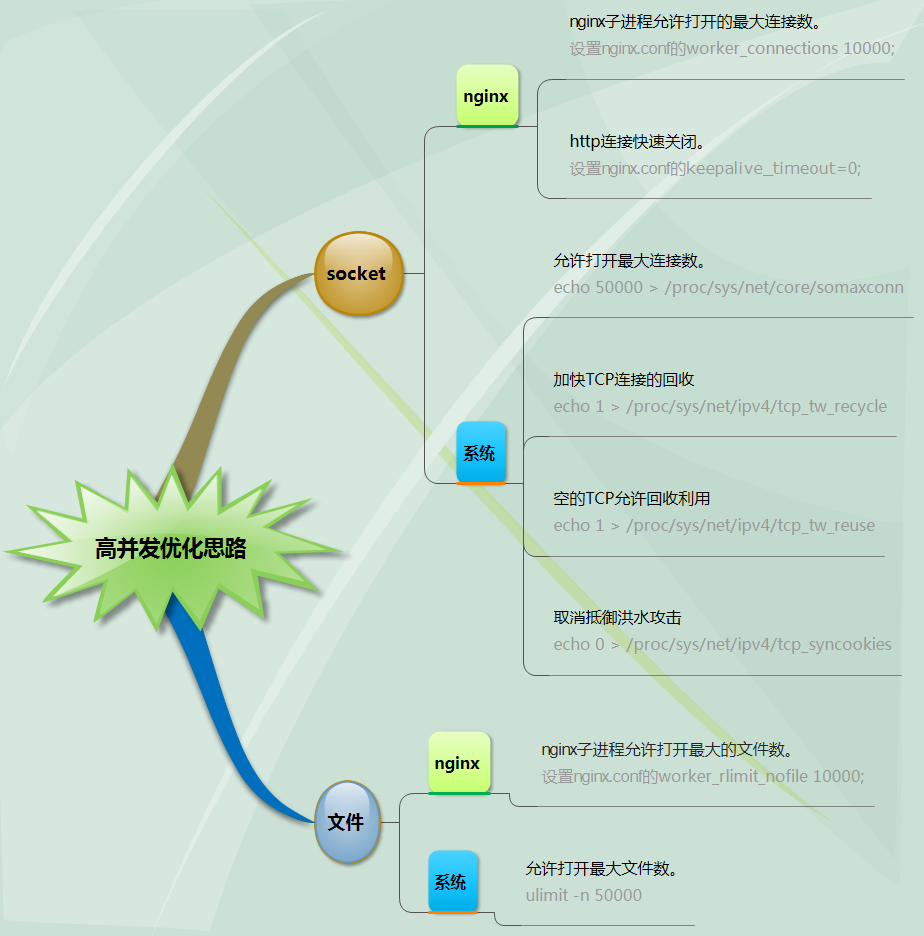 高并发优化思路
socket
nginx
nginx子进程允许打开的最大连接数。
设置nginx.conf的worker_connections 10000;
http连接快速关闭。
设置nginx.conf的keepalive_timeout=0;
系统
允许打开最大连接数。
echo 50000 > /proc/sys/net/core/somaxconn
加快TCP连接的回收
echo 1 > /proc/sys/net/ipv4/tcp_tw_recycle
空的TCP允许回收利用
echo 1 > /proc/sys/net/ipv4/tcp_tw_reuse
取消抵御洪水攻击
echo 0 > /proc/sys/net/ipv4/tcp_syncookies
文件
nginx
nginx子进程允许打开最大的文件数。
设置nginx.conf的worker_rlimit_nofile 10000;
系统
允许打开最大文件数。
ulimit -n 50000